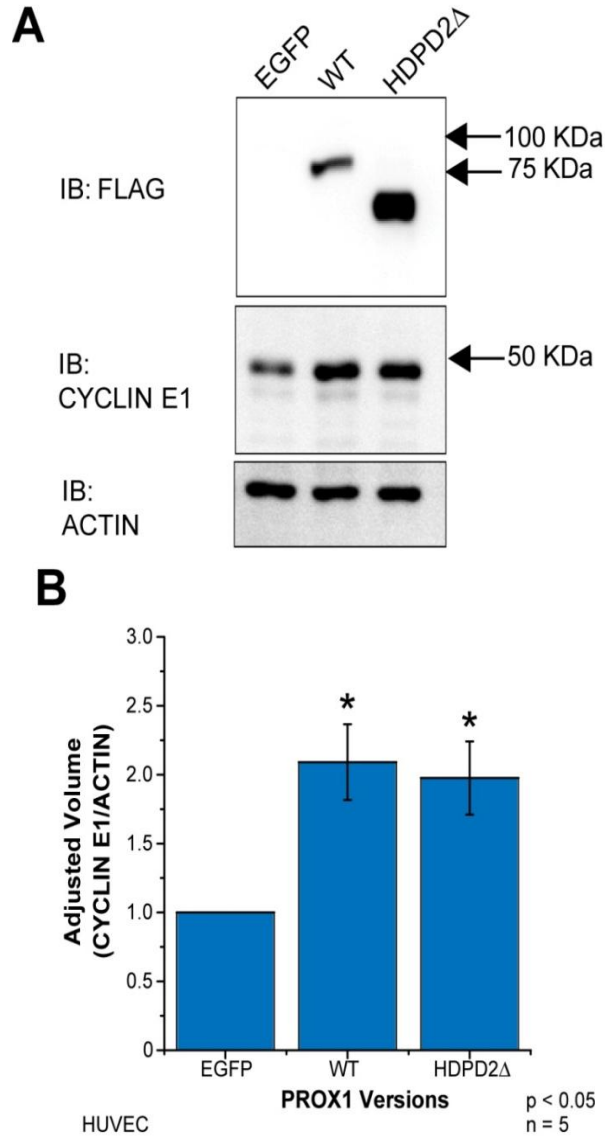 A
EGFP WT HDPD2Δ
100 KDa
IB: FLAG
75 KDa
50 KDa
IB:
CYCLIN E1
IB:
ACTIN
B
Adjusted Volume
(CYCLIN E1/ACTIN)
3.0
2.5
2.0
1.5
1.0
0.5
0
* *
EGFP WT HDPD2Δ
PROX1 Versions
p < 0.05
HUVEC
n = 5